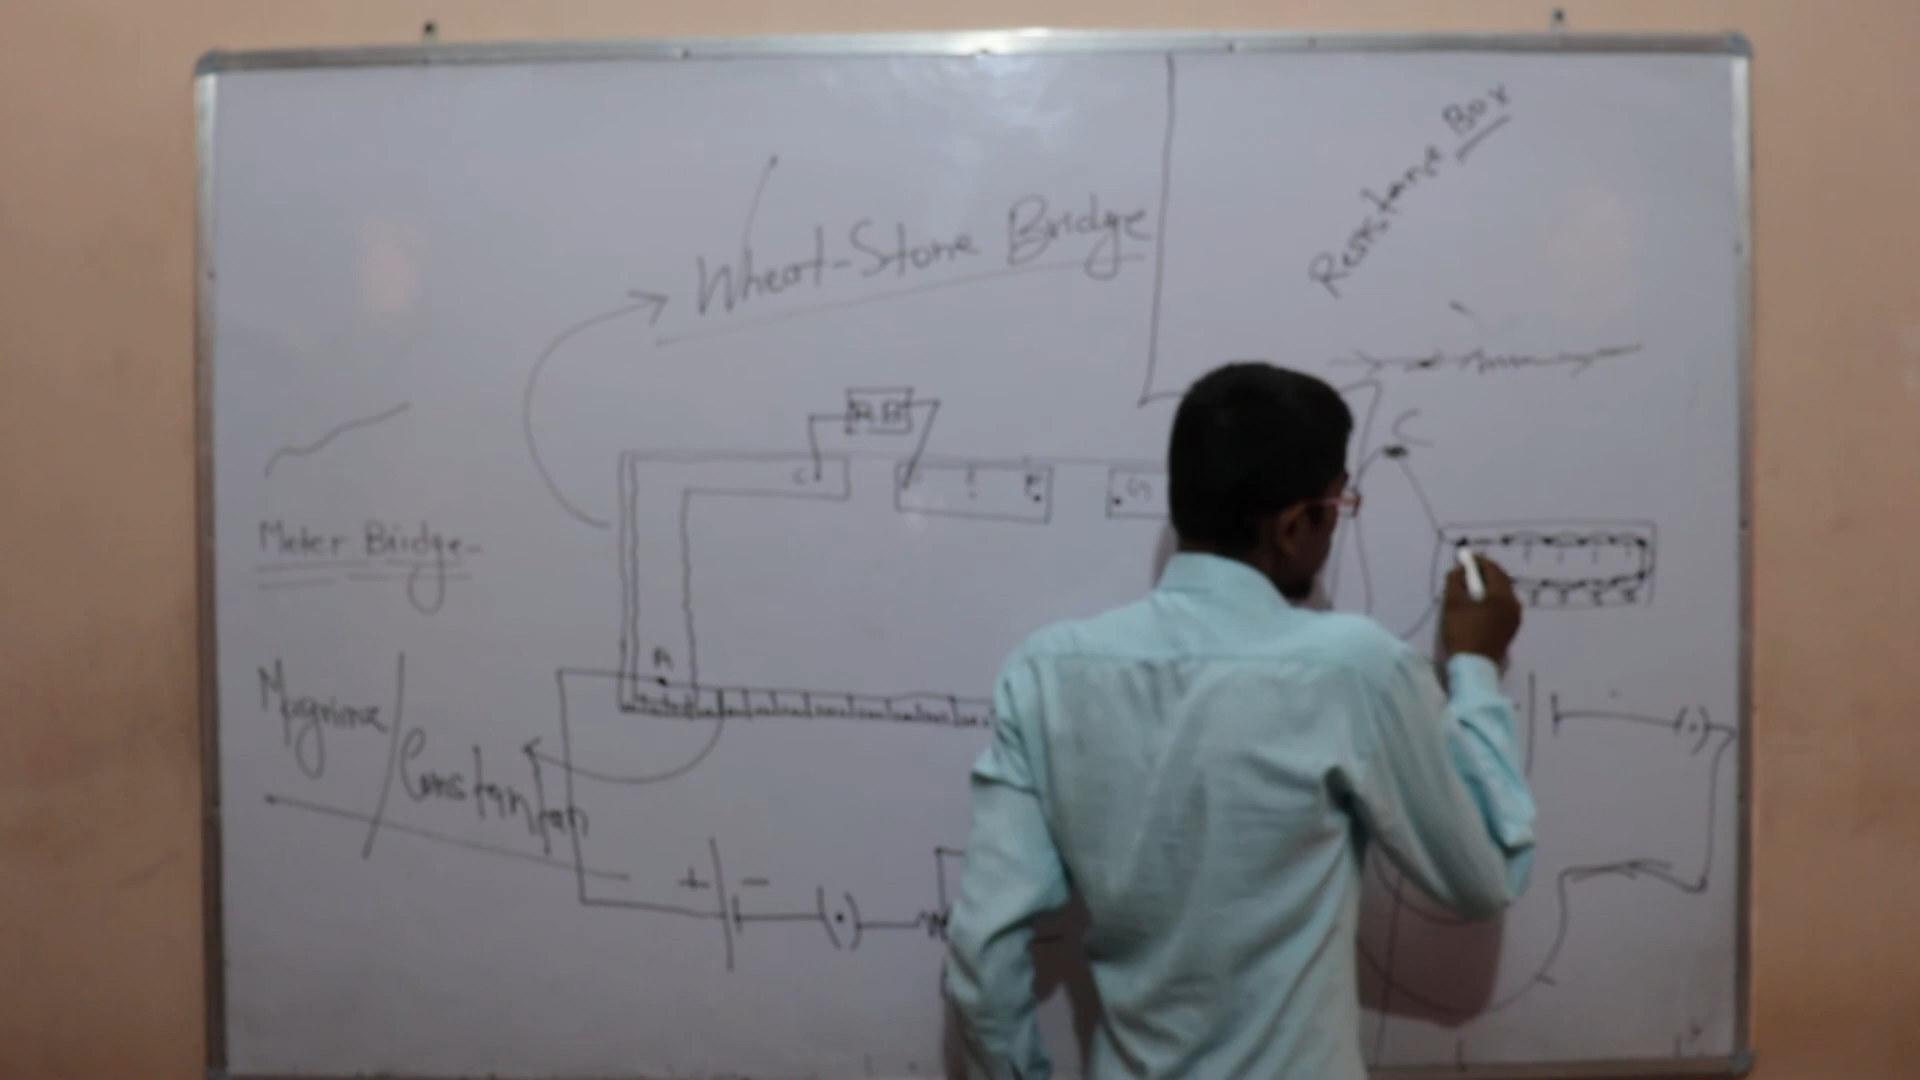 Resistance Box
Wheat-Stone Bridge
R B
C
C
F
G
Meter Bridge-
A
Magnine/Constantan
+ -